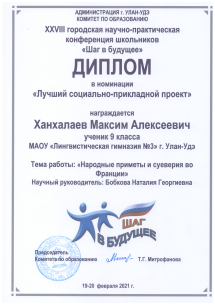 АДМИНИСТРАЦИЯ г. УЛАН-УДЭ
КОМИТЕТ ПО ОБРАЗОВАНИЮ
XXVIII городская научно-практическая
конференция школьников
«Шаг в будущее»
ДИПЛОМ
в номинации
«Лучший социально-прикладной проект»
награждается
Ханхалаев Максим Алексеевич
ученик 9 класса
МАОУ «Лингвистическая гимназия №3» г. Улан-Удэ
Тема работы: «Народные приметы и суеверия во
Франции»
Научный руководитель: Бобкова Наталия Георгиевна
ШАГ
В БУДУЩЕЕ
Председатель
Комитета по образованию
Т.Г. Митрофанова
19-20 февраля 2021 г.